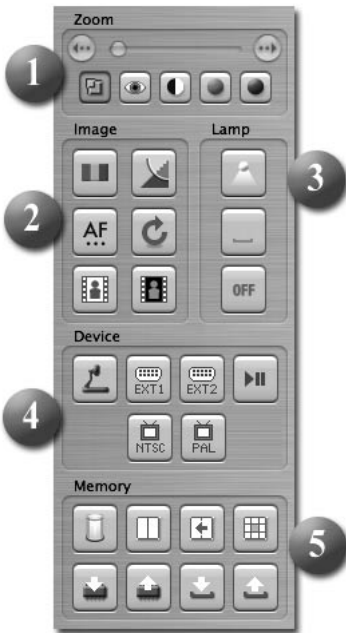 Zoom
1
Image
Lamp
2
3
AF
OFF
Device
4
EXT1
EXT2
NTSC
PAL
Memory
5